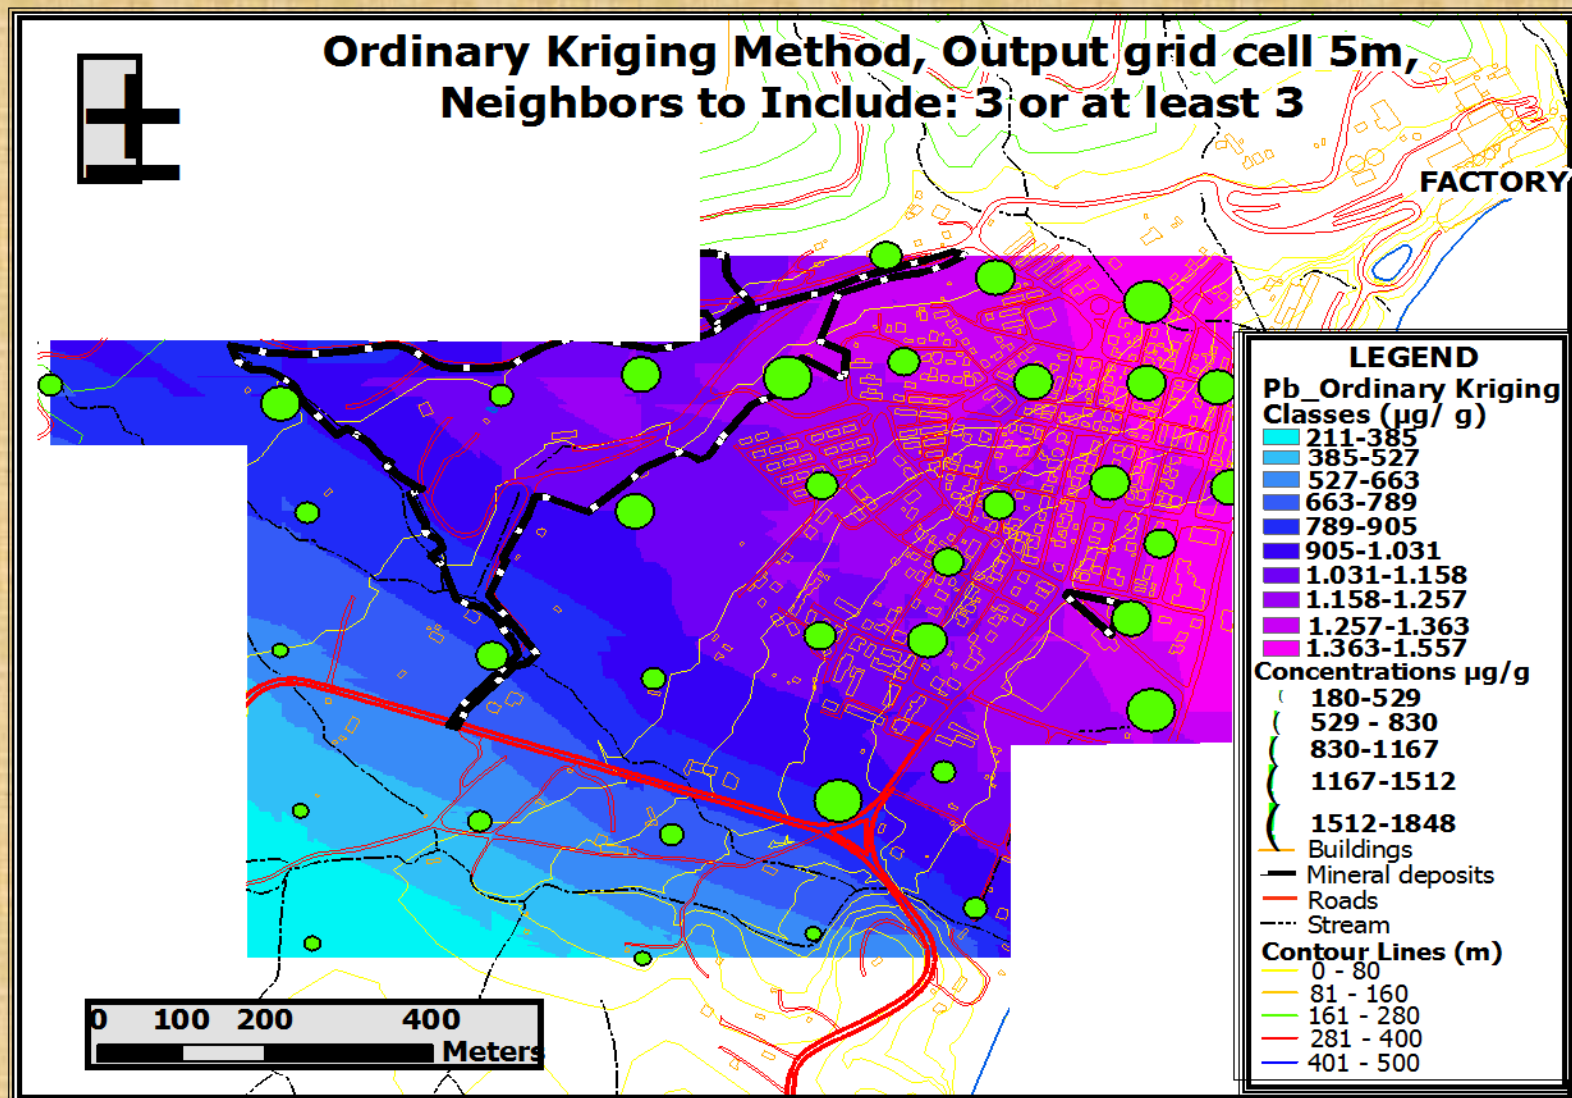 Ordinary Kriging Method, Output grid cell 5m,
Neighbors to Include: 3 or at least 3
FACTORY
LEGEND
Pb_Ordinary Kriging
Classes (µg/ g)
211-385
385-527
527-663
663-789
789-905
905-1.031
1.031-1.158
1.158-1.257
1.257-1.363
1.363-1.557
Concentrations µg/g
180-529
529 - 830
830-1167
1167-1512
1512-1848
Buildings
Mineral deposits
Roads
Stream
Contour Lines (m)
0 - 80
81 - 160
161 - 280
281 - 400
401 - 500
0 100 200 400
Meters